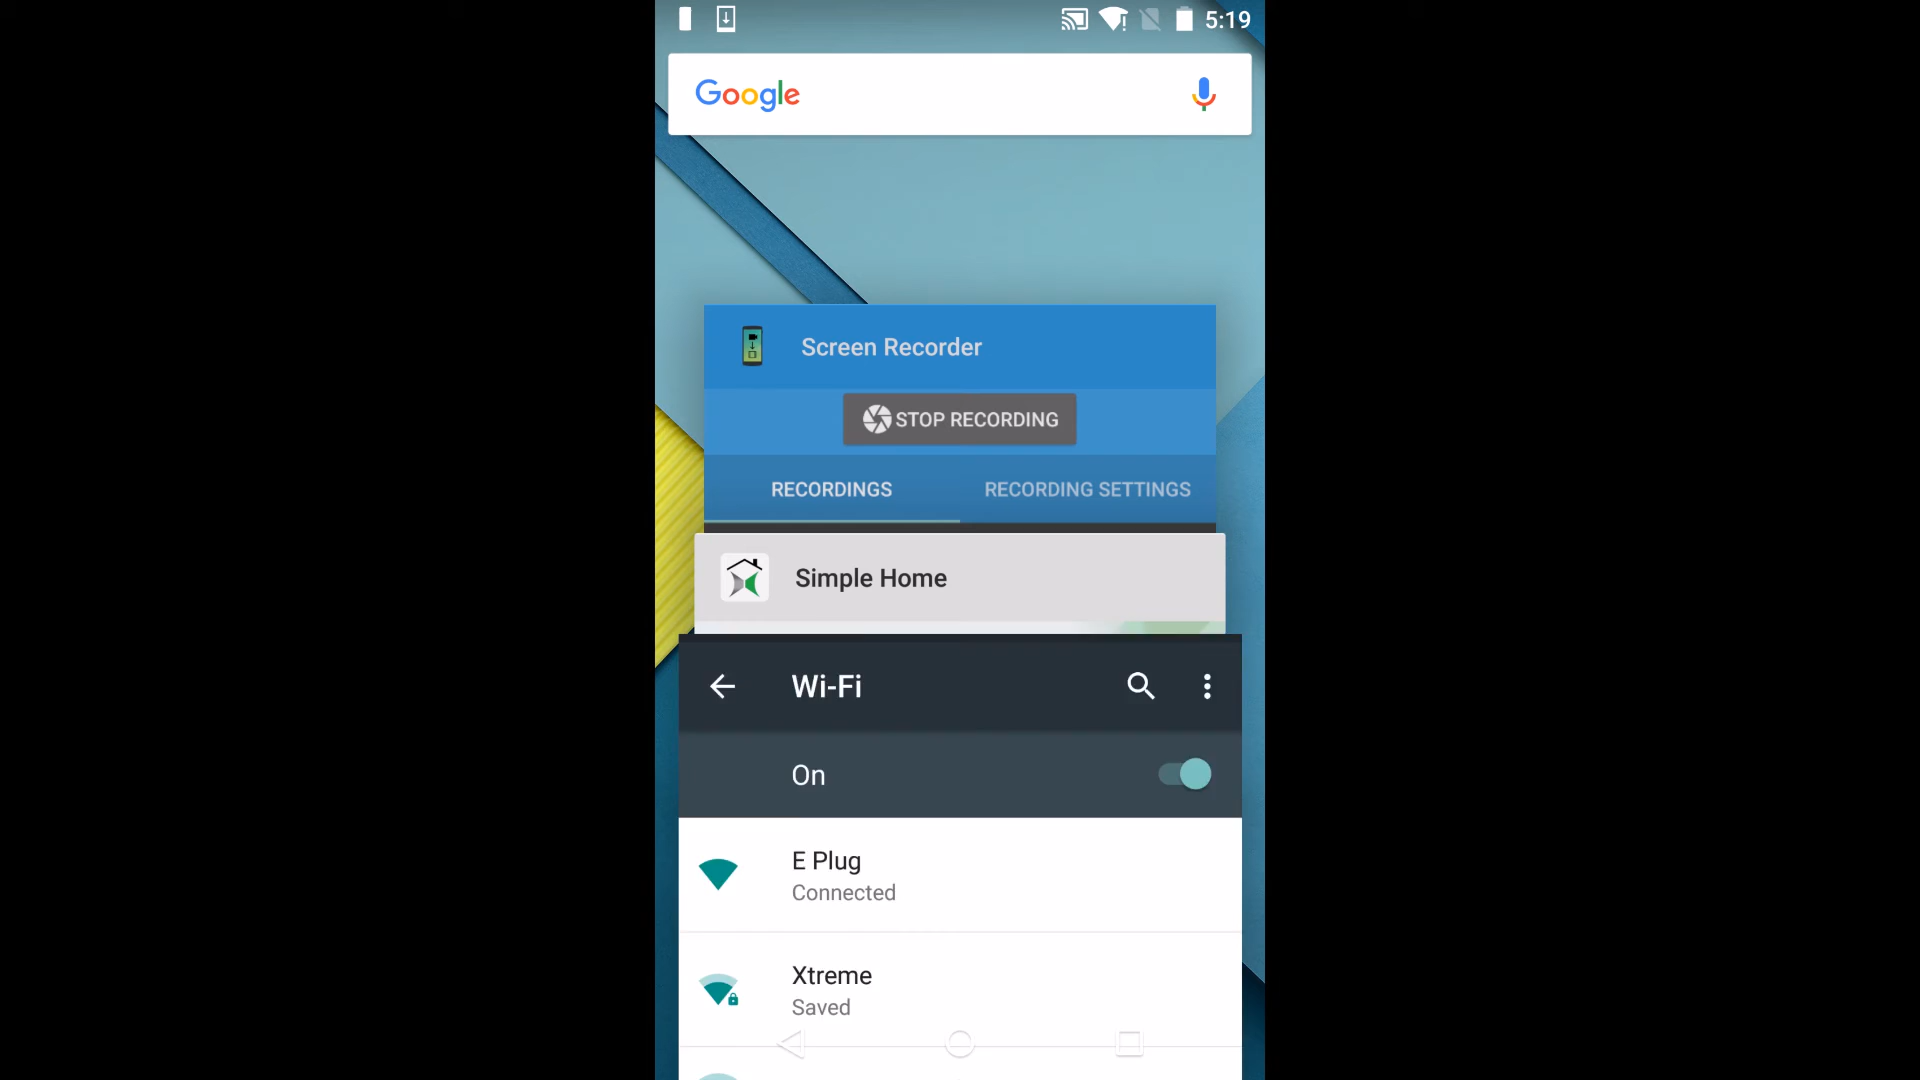 5:19
Google
Screen Recorder
STOP RECORDING
RECORDINGS
RECORDING SETTINGS
Simple Home
Wi-Fi
On
E Plug
Connected
Xtreme
Saved